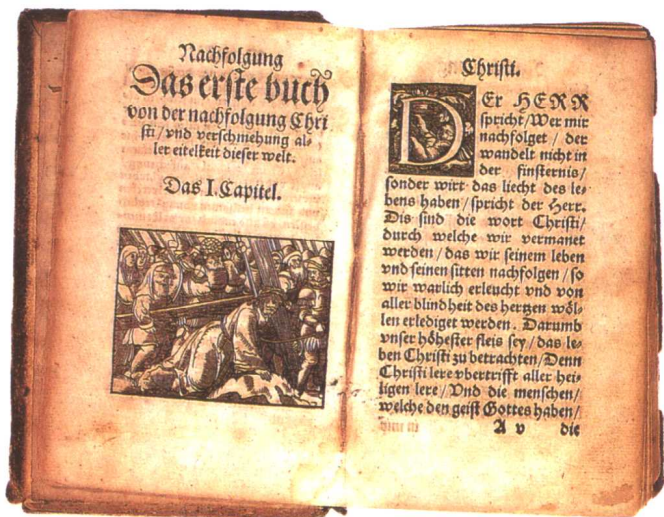 Nachfolgung
Das erste buch
von der nachfolgung Chri
sti/vnd verschmehung al-
ler eitelkeit dieser welt.
Das I. Capitel.
Christi.
DEr HERR
spricht/Wer mir
nachfolget/der
wandelt nicht in
der finsternis/
sonder wirt das liecht des le-
bens haben/spricht der Herr.
Dis sind die wort Christi/
durch welche wir vermanet
werden/das wir seinem leben
vnd seinen sitten nachfolgen/so
wir warlich erleucht vnd von
aller blindheit des hertzen wöl-
len erlediget werden. Darumb
vnser höhester fleis sey/das le-
ben Christi zu betrachten/Denn
Christi lere vbertrifft aller hei-
ligen lere/Vnd die menschen/
welche den geist Gottes haben/
A v die